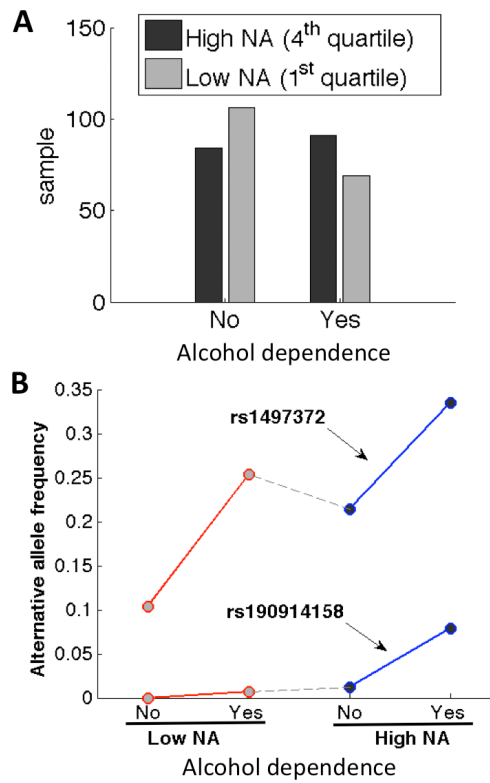 A
150
High NA (4th quartile)
Low NA (1st quartile)
100
sample
50
0
No Yes
Alcohol dependence
B
0.35
rs1497372
0.3
0.25
Alternative allele frequency
0.2
0.15
0.1
rs190914158
0.05
0
No Yes No Yes
Low NA High NA
Alcohol dependence